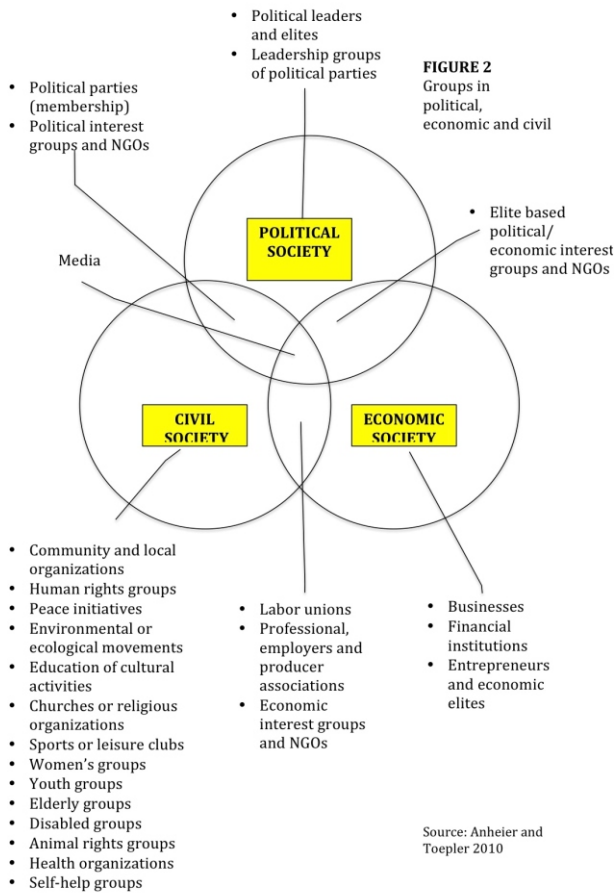 • Political leaders
and elites
• Leadership groups
of political parties
FIGURE 2
Groups in
political,
economic and civil
• Political parties
(membership)
• Political interest
groups and NGOs
• Elite based
political/
economic interest
groups and NGOs
POLITICAL
SOCIETY
Media
CIVIL
SOCIETY
ECONOMIC
SOCIETY
• Community and local
organizations
• Human rights groups
• Peace initiatives
• Environmental or
ecological movements
• Education of cultural
activities
• Churches or religious
organizations
• Sports or leisure clubs
• Women's groups
• Youth groups
• Elderly groups
• Disabled groups
• Animal rights groups
• Health organizations
• Self-help groups
• Labor unions
• Professional,
employers and
producer
associations
• Economic
interest groups
and NGOs
• Businesses
• Financial
institutions
• Entrepreneurs
and economic
elites
Source: Anheier and
Toepler 2010